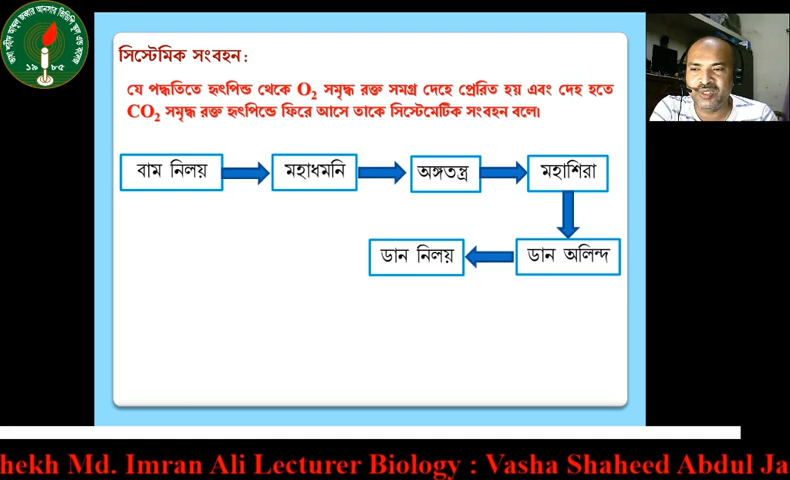 সিস্টেমিক সংবহন:
যে পদ্ধতিতে হৃৎপিন্ড থেকে O₂ সমৃদ্ধ রক্ত সমগ্র দেহে প্রেরিত হয় এবং দেহ হতে
CO₂ সমৃদ্ধ রক্ত হৃৎপিন্ডে ফিরে আসে তাকে সিস্টেমেটিক সংবহন বলে।
বাম নিলয়
মহাধমনি
অঙ্গতন্ত্র
মহাশিরা
ডান নিলয়
ডান অলিন্দ
১৯৮৫
hekh Md. Imran Ali Lecturer Biology : Vasha Shaheed Abdul Ja